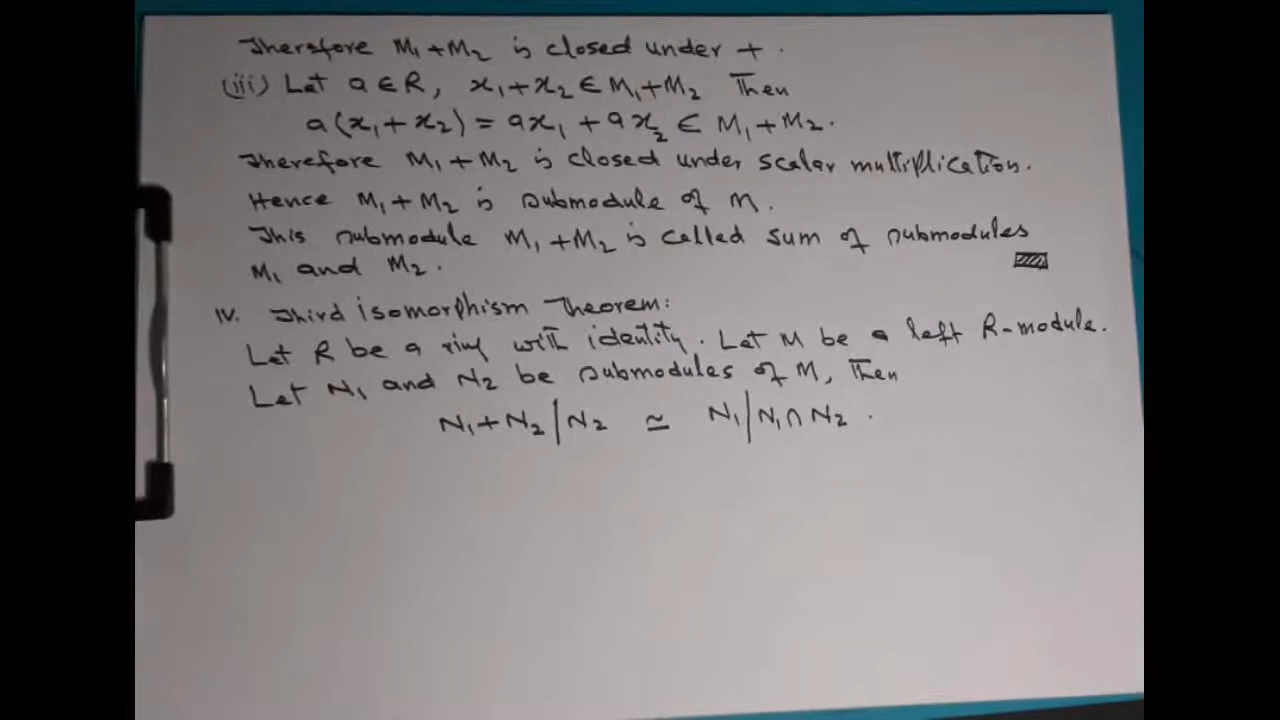 Therefore M₁+M₂ is closed under + .
(iii) Let a ∈ R, x₁+x₂ ∈ M₁+M₂ Then
a(x₁+x₂) = ax₁ + ax₂ ∈ M₁+M₂.
Therefore M₁+M₂ is closed under scalar multiplication.
Hence M₁+M₂ is submodule of M.
This submodule M₁+M₂ is called sum of submodules
M₁ and M₂.
IV. Third isomorphism Theorem:
Let R be a ring with identity. Let M be a left R-module.
Let N₁ and N₂ be submodules of M, Then
N₁+N₂/N₂ ≃ N₁/N₁∩N₂ .